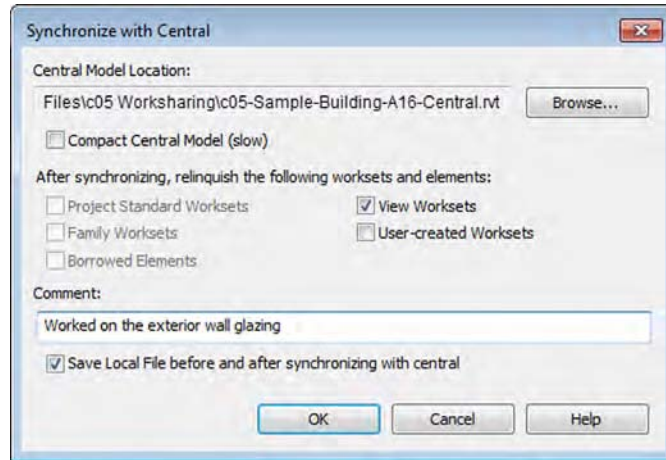 Synchronize with Central
Central Model Location:
Files\c05 Worksharing\c05-Sample-Building-A16-Central.rvt
Browse...
Compact Central Model (slow)
After synchronizing, relinquish the following worksets and elements:
Project Standard Worksets
View Worksets
Family Worksets
User-created Worksets
Borrowed Elements
Comment:
Worked on the exterior wall glazing
Save Local File before and after synchronizing with central
OK
Cancel
Help